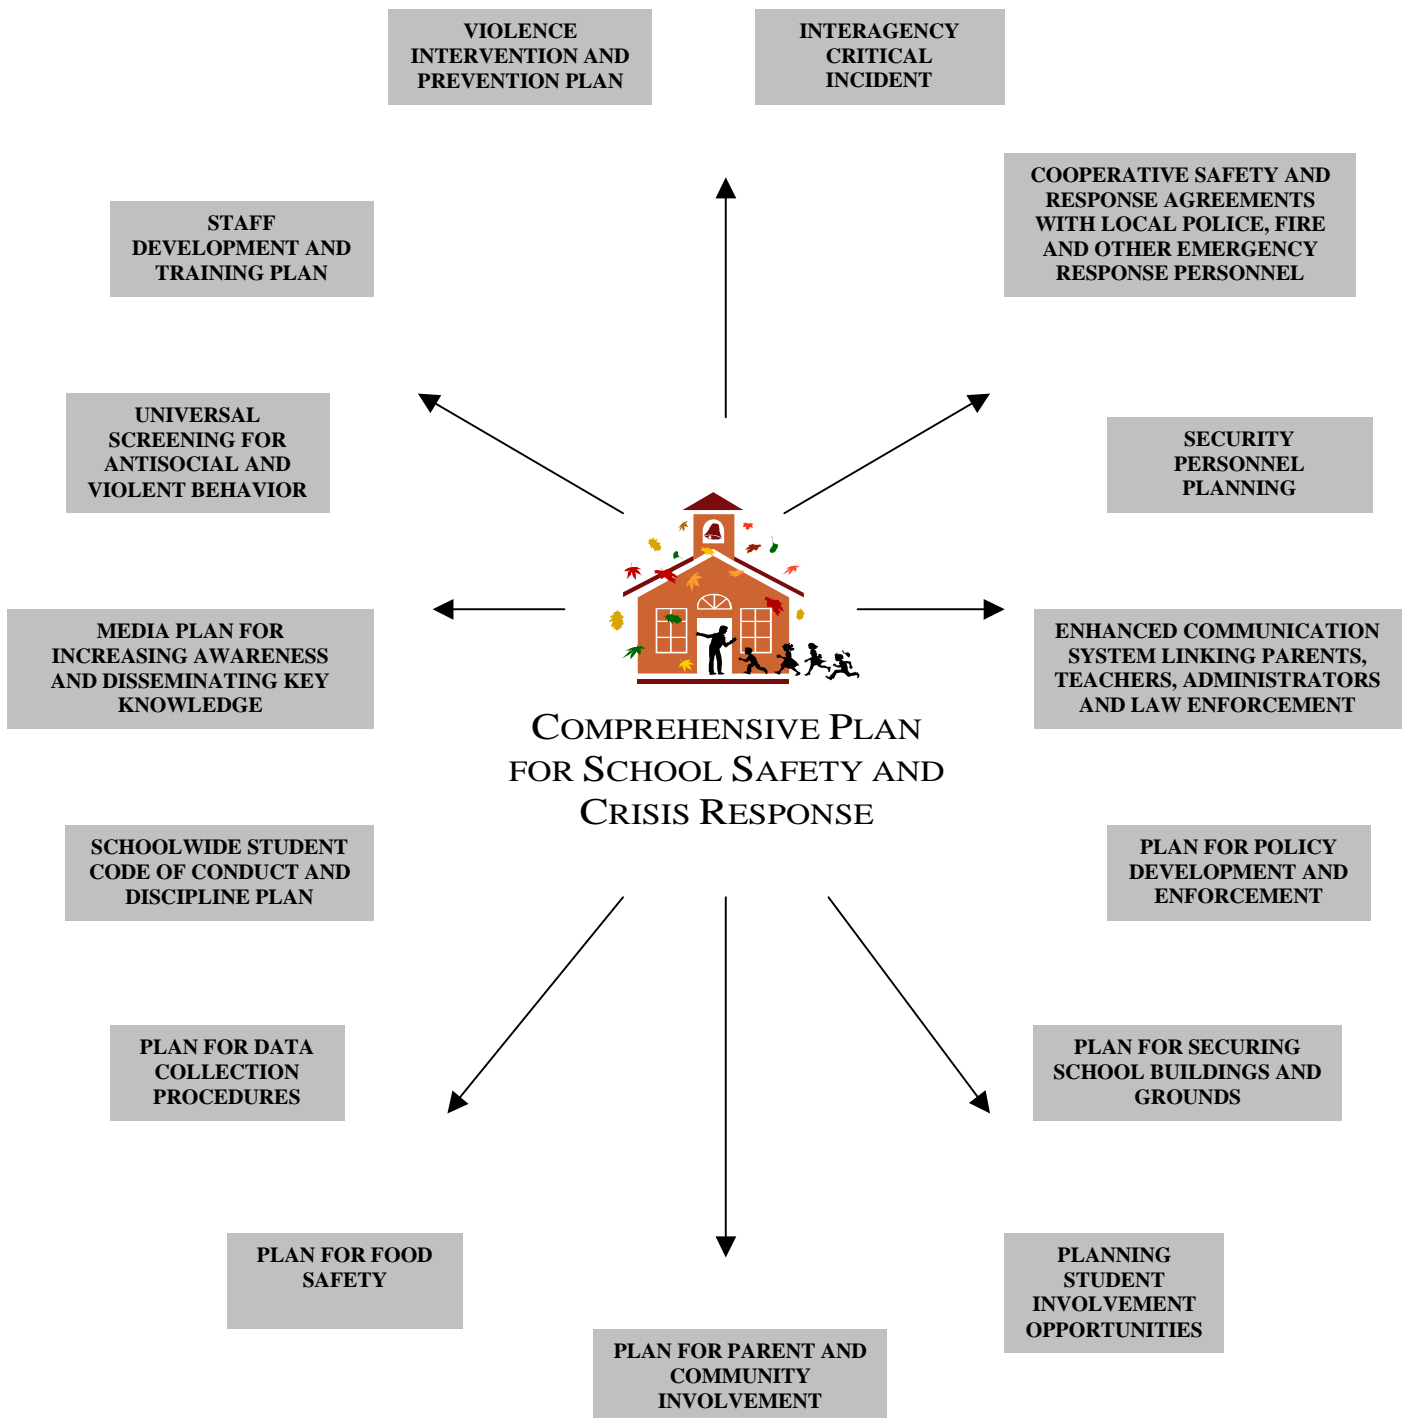 VIOLENCE
INTERVENTION AND
PREVENTION PLAN
INTERAGENCY
CRITICAL
INCIDENT
COOPERATIVE SAFETY AND
RESPONSE AGREEMENTS
WITH LOCAL POLICE, FIRE
AND OTHER EMERGENCY
RESPONSE PERSONNEL
STAFF
DEVELOPMENT AND
TRAINING PLAN
UNIVERSAL
SCREENING FOR
ANTISOCIAL AND
VIOLENT BEHAVIOR
SECURITY
PERSONNEL
PLANNING
MEDIA PLAN FOR
INCREASING AWARENESS
AND DISSEMINATING KEY
KNOWLEDGE
ENHANCED COMMUNICATION
SYSTEM LINKING PARENTS,
TEACHERS, ADMINISTRATORS
AND LAW ENFORCEMENT
COMPREHENSIVE PLAN
FOR SCHOOL SAFETY AND
CRISIS RESPONSE
SCHOOLWIDE STUDENT
CODE OF CONDUCT AND
DISCIPLINE PLAN
PLAN FOR POLICY
DEVELOPMENT AND
ENFORCEMENT
PLAN FOR DATA
COLLECTION
PROCEDURES
PLAN FOR SECURING
SCHOOL BUILDINGS AND
GROUNDS
PLAN FOR FOOD
SAFETY
PLANNING
STUDENT
INVOLVEMENT
OPPORTUNITIES
PLAN FOR PARENT AND
COMMUNITY
INVOLVEMENT